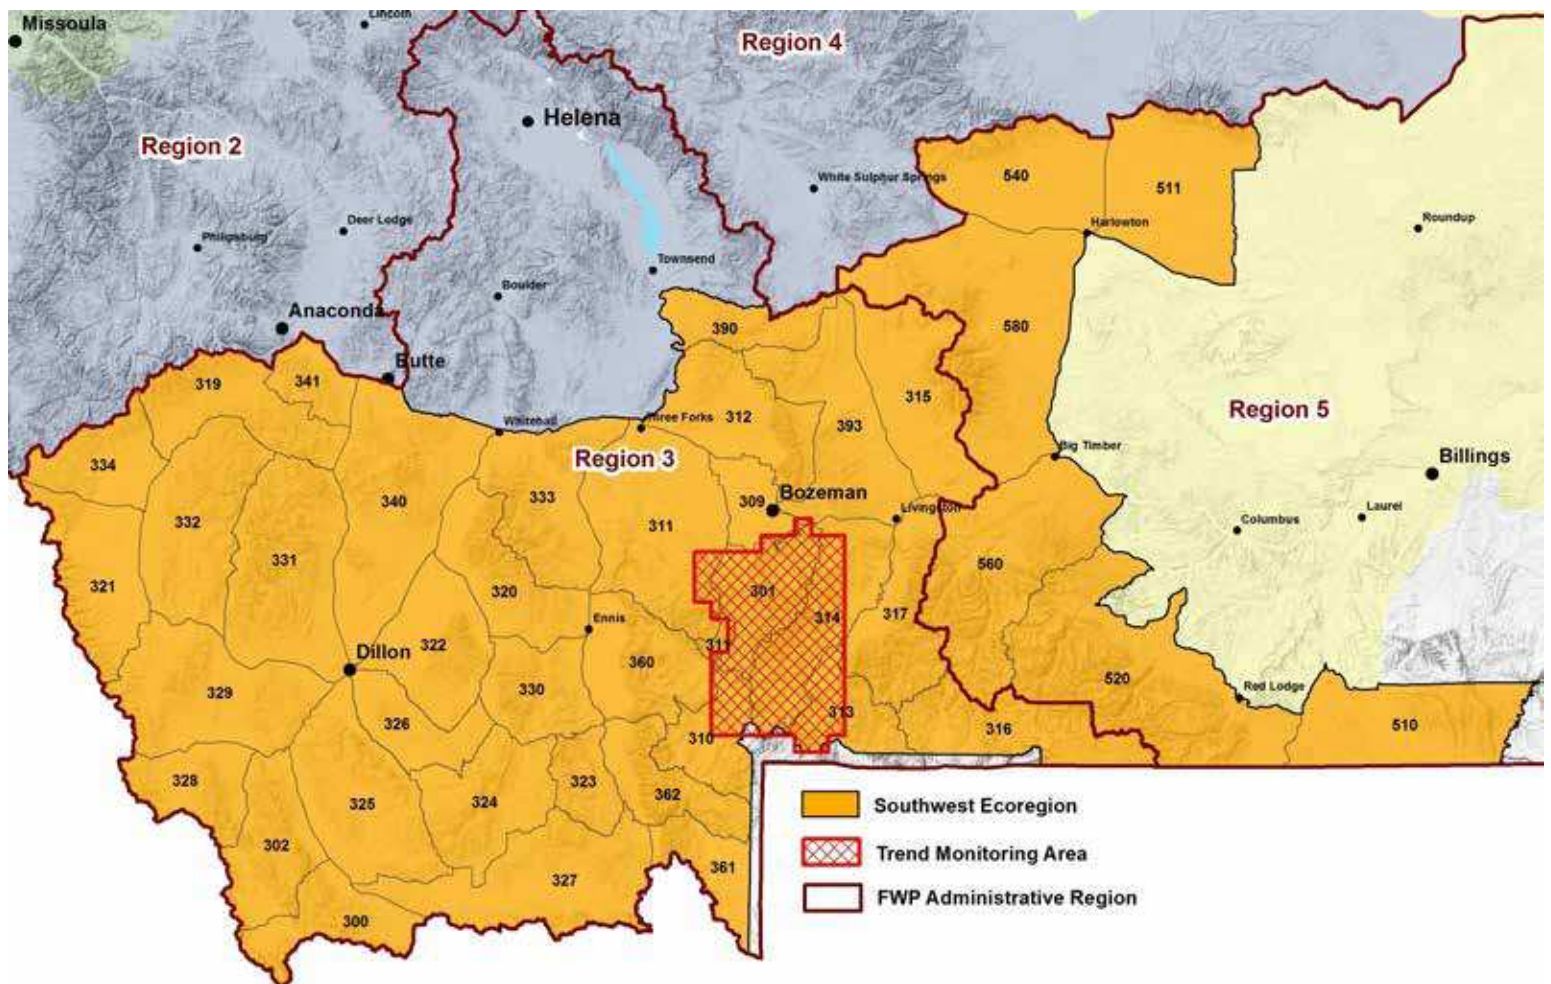 Missoula
Lincoln
Region 4
Helena
Region 2
White Sulphur Springs
540
511
Deer Lodge
Philipsburg
Harlowton
Roundup
Townsend
Boulder
Anaconda
390
580
Butte
319
341
315
Region 5
Whitehall
Three Forks
312
393
Big Timber
Region 3
Billings
334
333
340
309
Bozeman
Livingston
332
311
Columbus
Laurel
331
560
321
320
301
Ennis
314
317
311
322
Dillon
360
329
330
520
Red Lodge
326
313
310
316
510
328
325
324
323
362
Southwest Ecoregion
302
Trend Monitoring Area
361
327
FWP Administrative Region
300